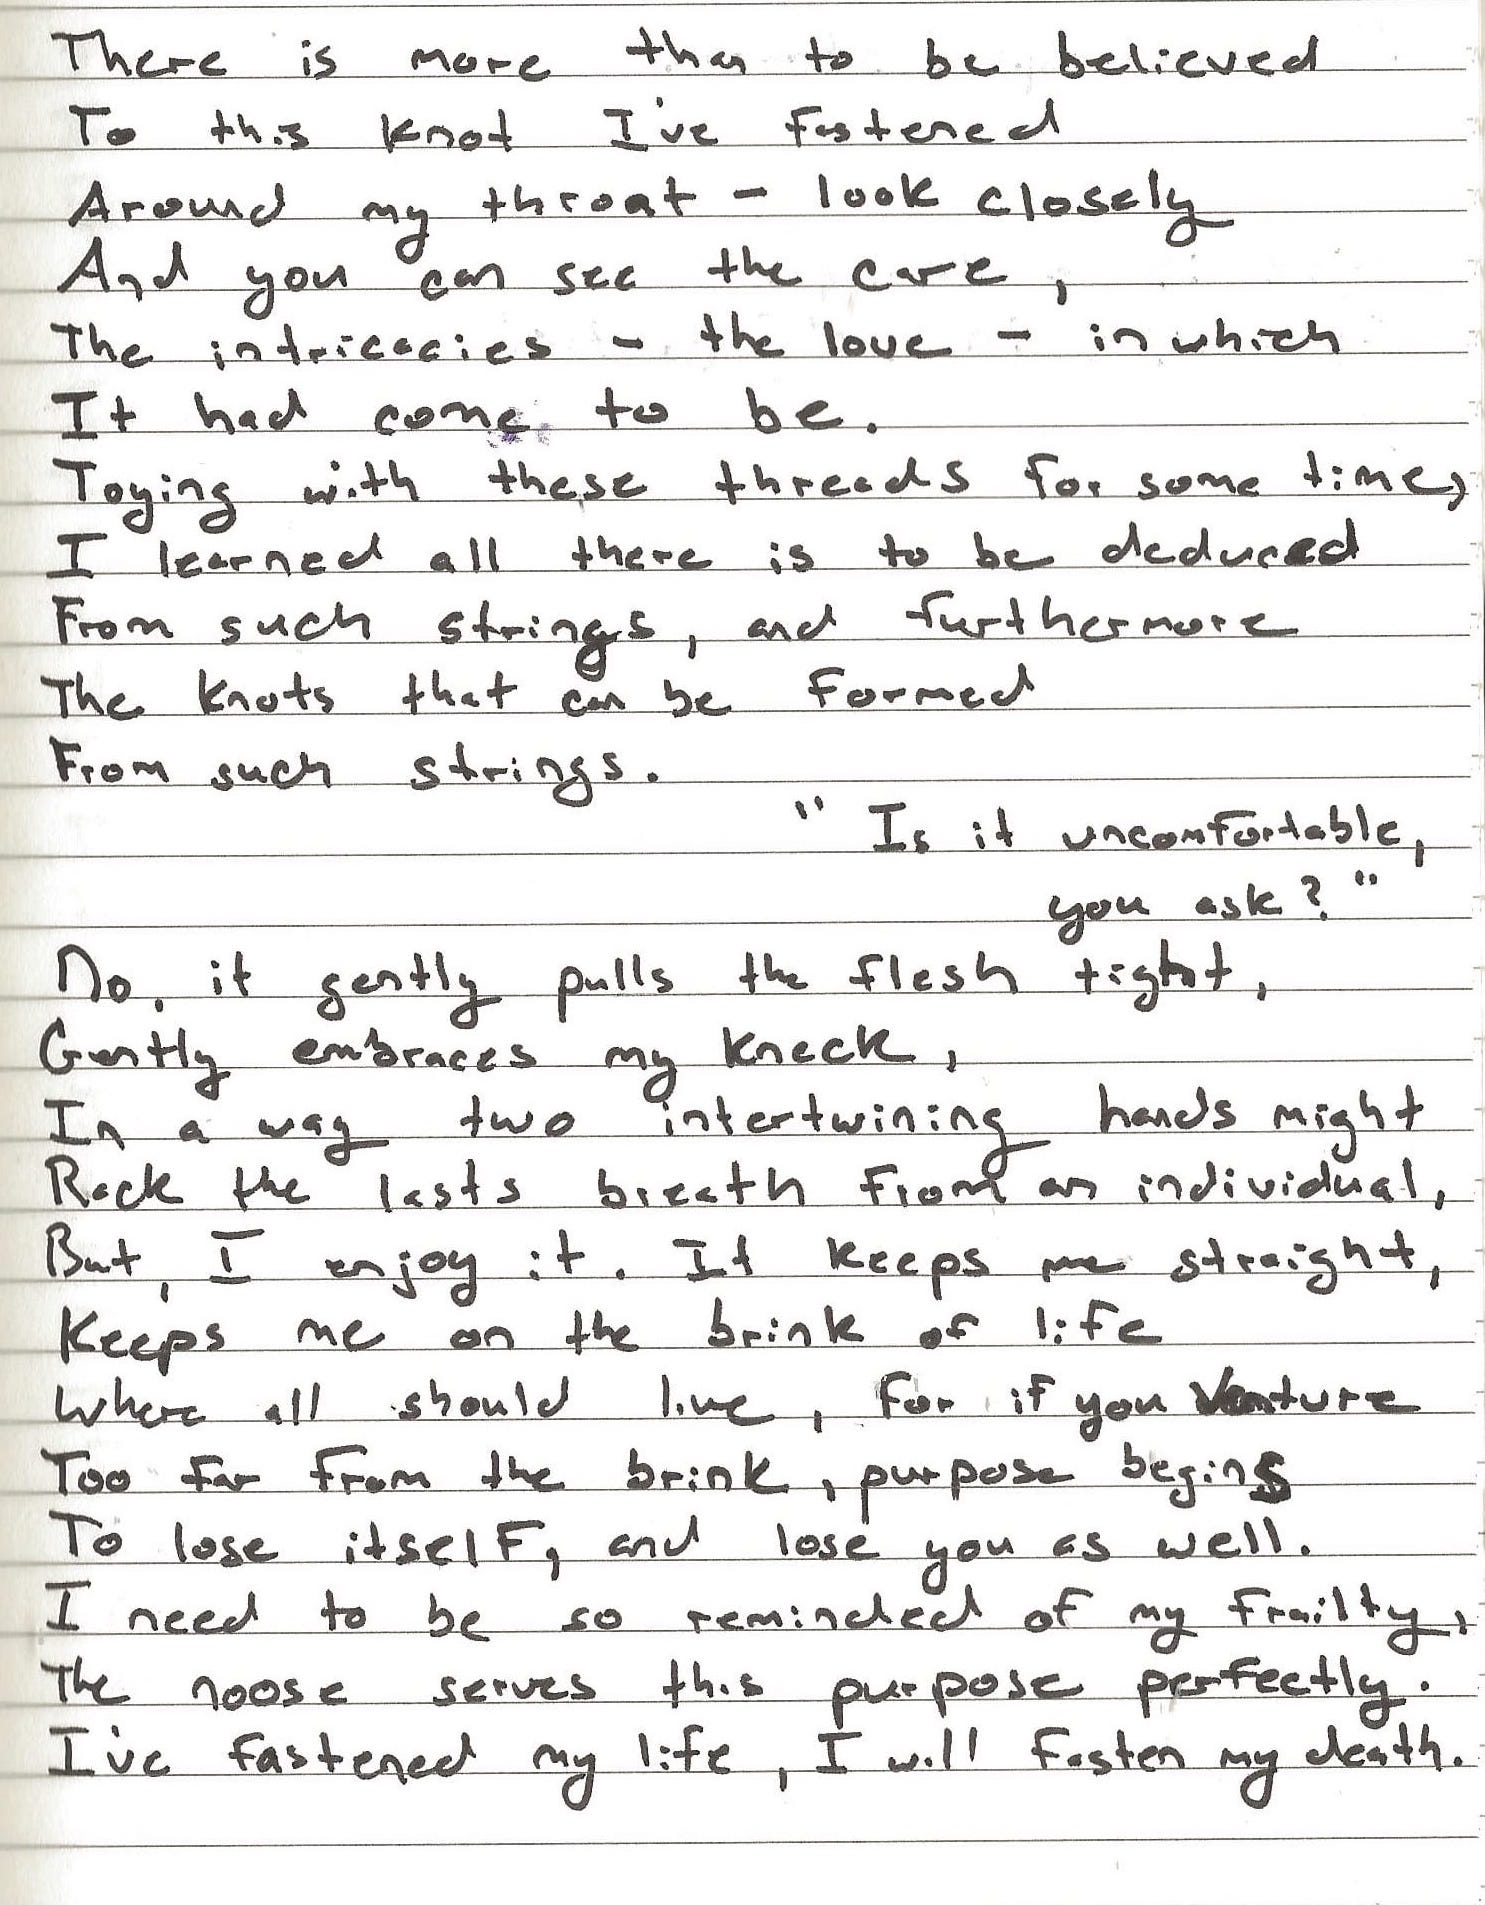 There is more than to be believed
To this knot I've fastened
Around my throat - look closely
And you can see the care,
The intricacies - the love - in which
It had come to be.
Toying with these threads for some time,
I learned all there is to be deduced
From such strings, and furthermore
The knots that can be formed
From such strings.
"Is it uncomfortable,
you ask?"
No, it gently pulls the flesh tight,
Gently embraces my kneck,
In a way two intertwining hands might
Rock the lasts breath from an individual,
But, I enjoy it. It keeps me straight,
Keeps me on the brink of life
Where all should live, for if you venture
Too far from the brink, purpose begins
To lose itself, and lose you as well.
I need to be so reminded of my frailty,
The noose serves this purpose perfectly.
I've fastened my life, I will fasten my death.